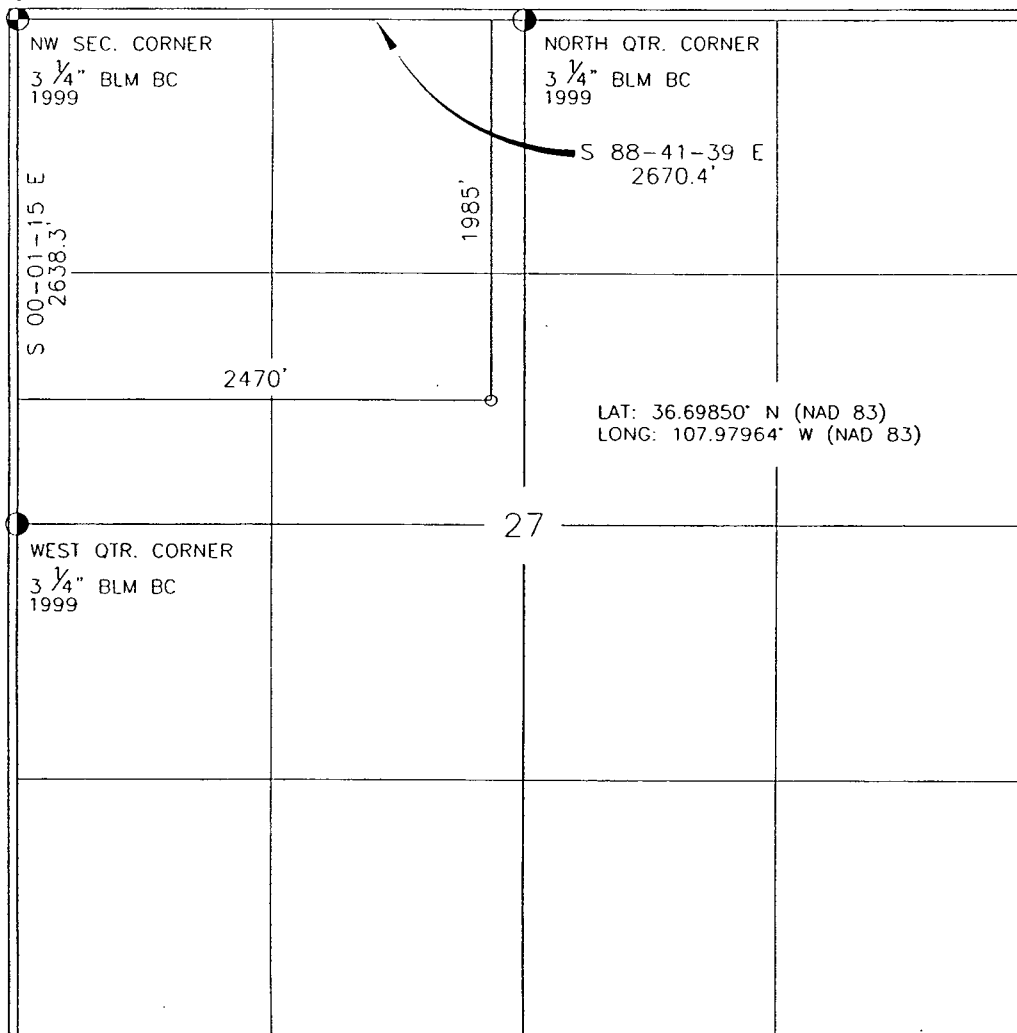 NW SEC. CORNER
3 1/4" BLM BC
1999
NORTH QTR. CORNER
3 1/4" BLM BC
1999
S 88-41-39 E
2670.4'
S 00-01-15 E
2638.3'
1985'
2470'
LAT: 36.69850° N (NAD 83)
LONG: 107.97964° W (NAD 83)
27
WEST QTR. CORNER
3 1/4" BLM BC
1999